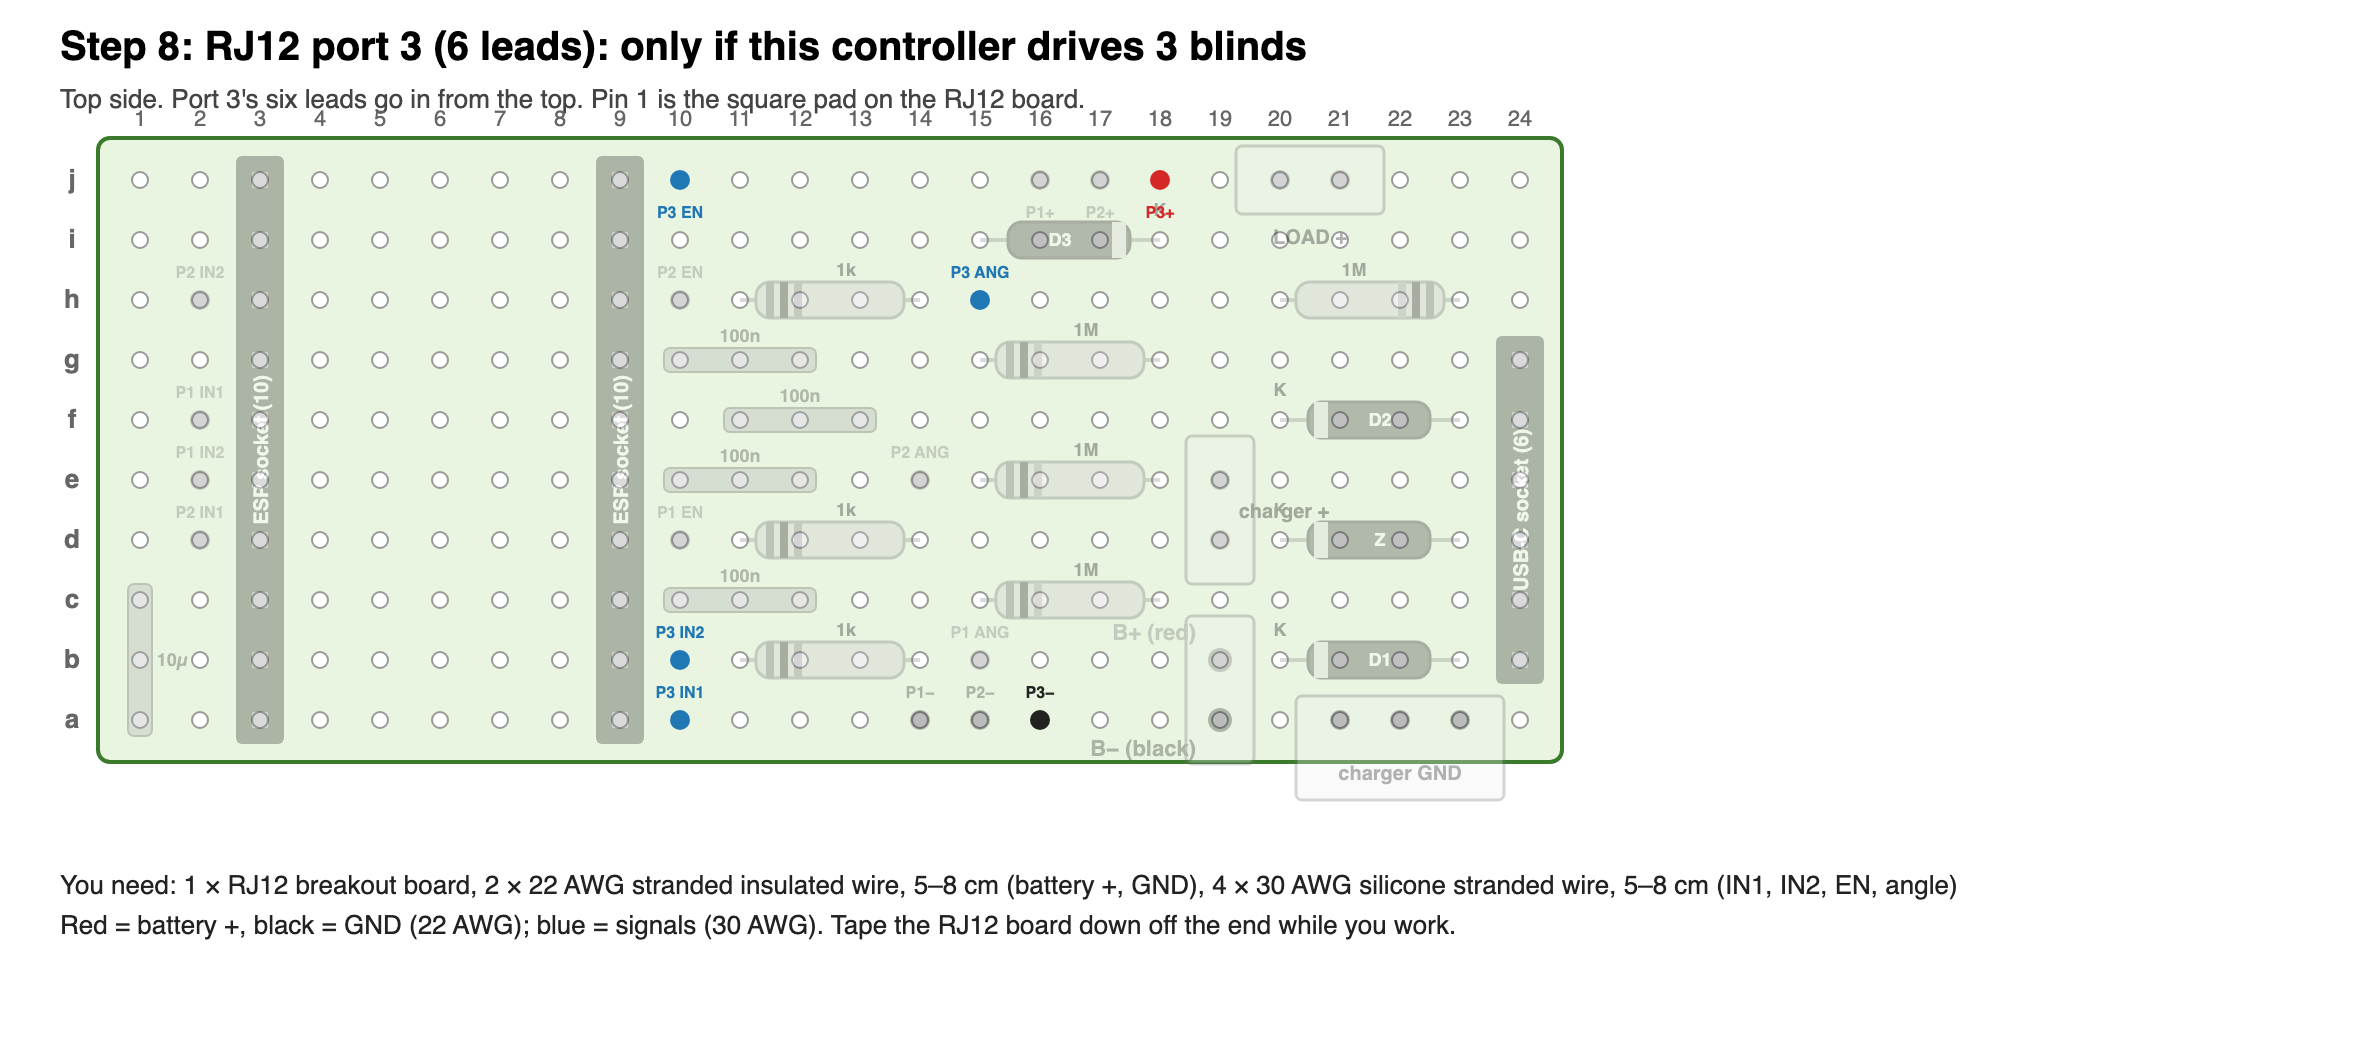 Step 8: RJ12 port 3 (6 leads): only if this controller drives 3 blinds
Top side. Port 3's six leads go in from the top. Pin 1 is the square pad on the RJ12 board.
1 2 3 4 5 6 7 8 9 10 11 12 13 14 15 16 17 18 19 20 21 22 23 24
j
P3 EN P1+ P2+ P3+ K
i D3 LOAD +
P2 IN2 P2 EN 1k P3 ANG 1M
h
100n 1M
g
P1 IN1 100n K
f D2
P1 IN2 100n P2 ANG 1M
e
P2 IN1 P1 EN 1k charger + K
d Z
100n 1M
c
P3 IN2 1k P1 ANG B+ (red) K
b 10µ D1
P3 IN1 P1– P2– P3–
a
B– (black)
charger GND
ESP socket (10)
ESP socket (10)
USB-C socket (6)
You need: 1 × RJ12 breakout board, 2 × 22 AWG stranded insulated wire, 5–8 cm (battery +, GND), 4 × 30 AWG silicone stranded wire, 5–8 cm (IN1, IN2, EN, angle)
Red = battery +, black = GND (22 AWG); blue = signals (30 AWG). Tape the RJ12 board down off the end while you work.